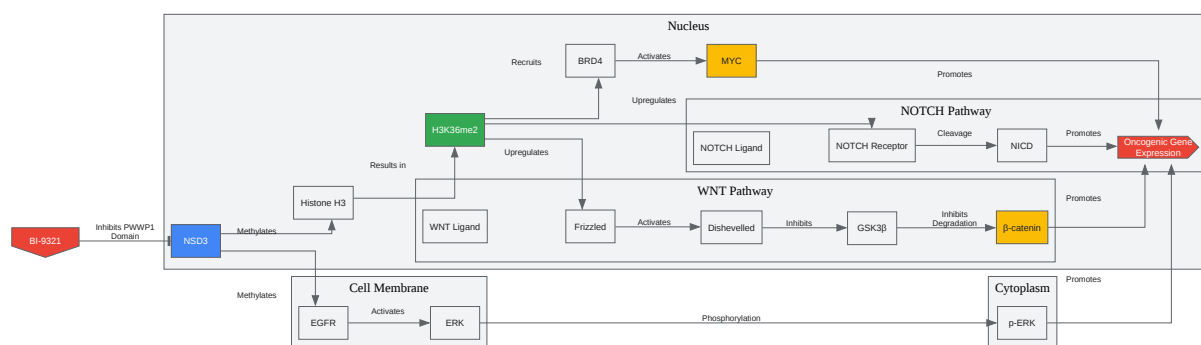 Nucleus
Recruits
BRD4
Activates
MYC
Promotes
H3K36me2
Upregulates
NOTCH Pathway
NOTCH Ligand
NOTCH Receptor
Cleavage
NICD
Promotes
Oncogenic Gene
Expression
Upregulates
Results in
WNT Pathway
Histone H3
WNT Ligand
Frizzled
Activates
Dishevelled
Inhibits
GSK3β
Inhibits
Degradation
β-catenin
Promotes
BI-9321
Inhibits PWWP1
Domain
NSD3
Methylates
Methylates
Cell Membrane
EGFR
Activates
ERK
Phosphorylation
Cytoplasm
p-ERK
Promotes